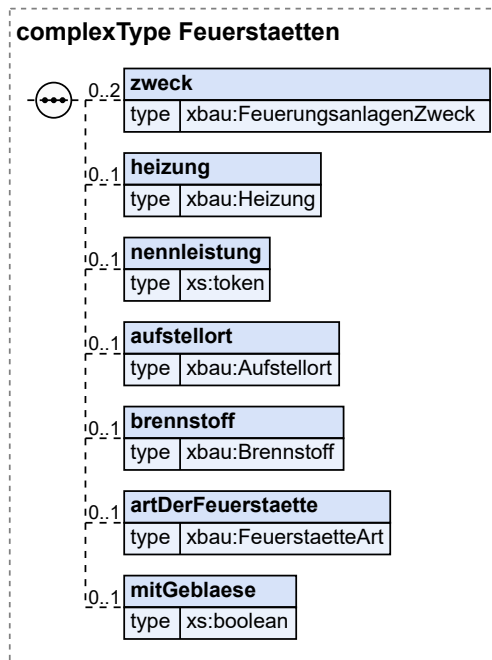 complexType Feuerstaetten
0..2 zweck
type xbau:FeuerungsanlagenZweck
0..1 heizung
type xbau:Heizung
0..1 nennleistung
type xs:token
0..1 aufstellort
type xbau:Aufstellort
0..1 brennstoff
type xbau:Brennstoff
0..1 artDerFeuerstaette
type xbau:FeuerstaetteArt
0..1 mitGeblaese
type xs:boolean